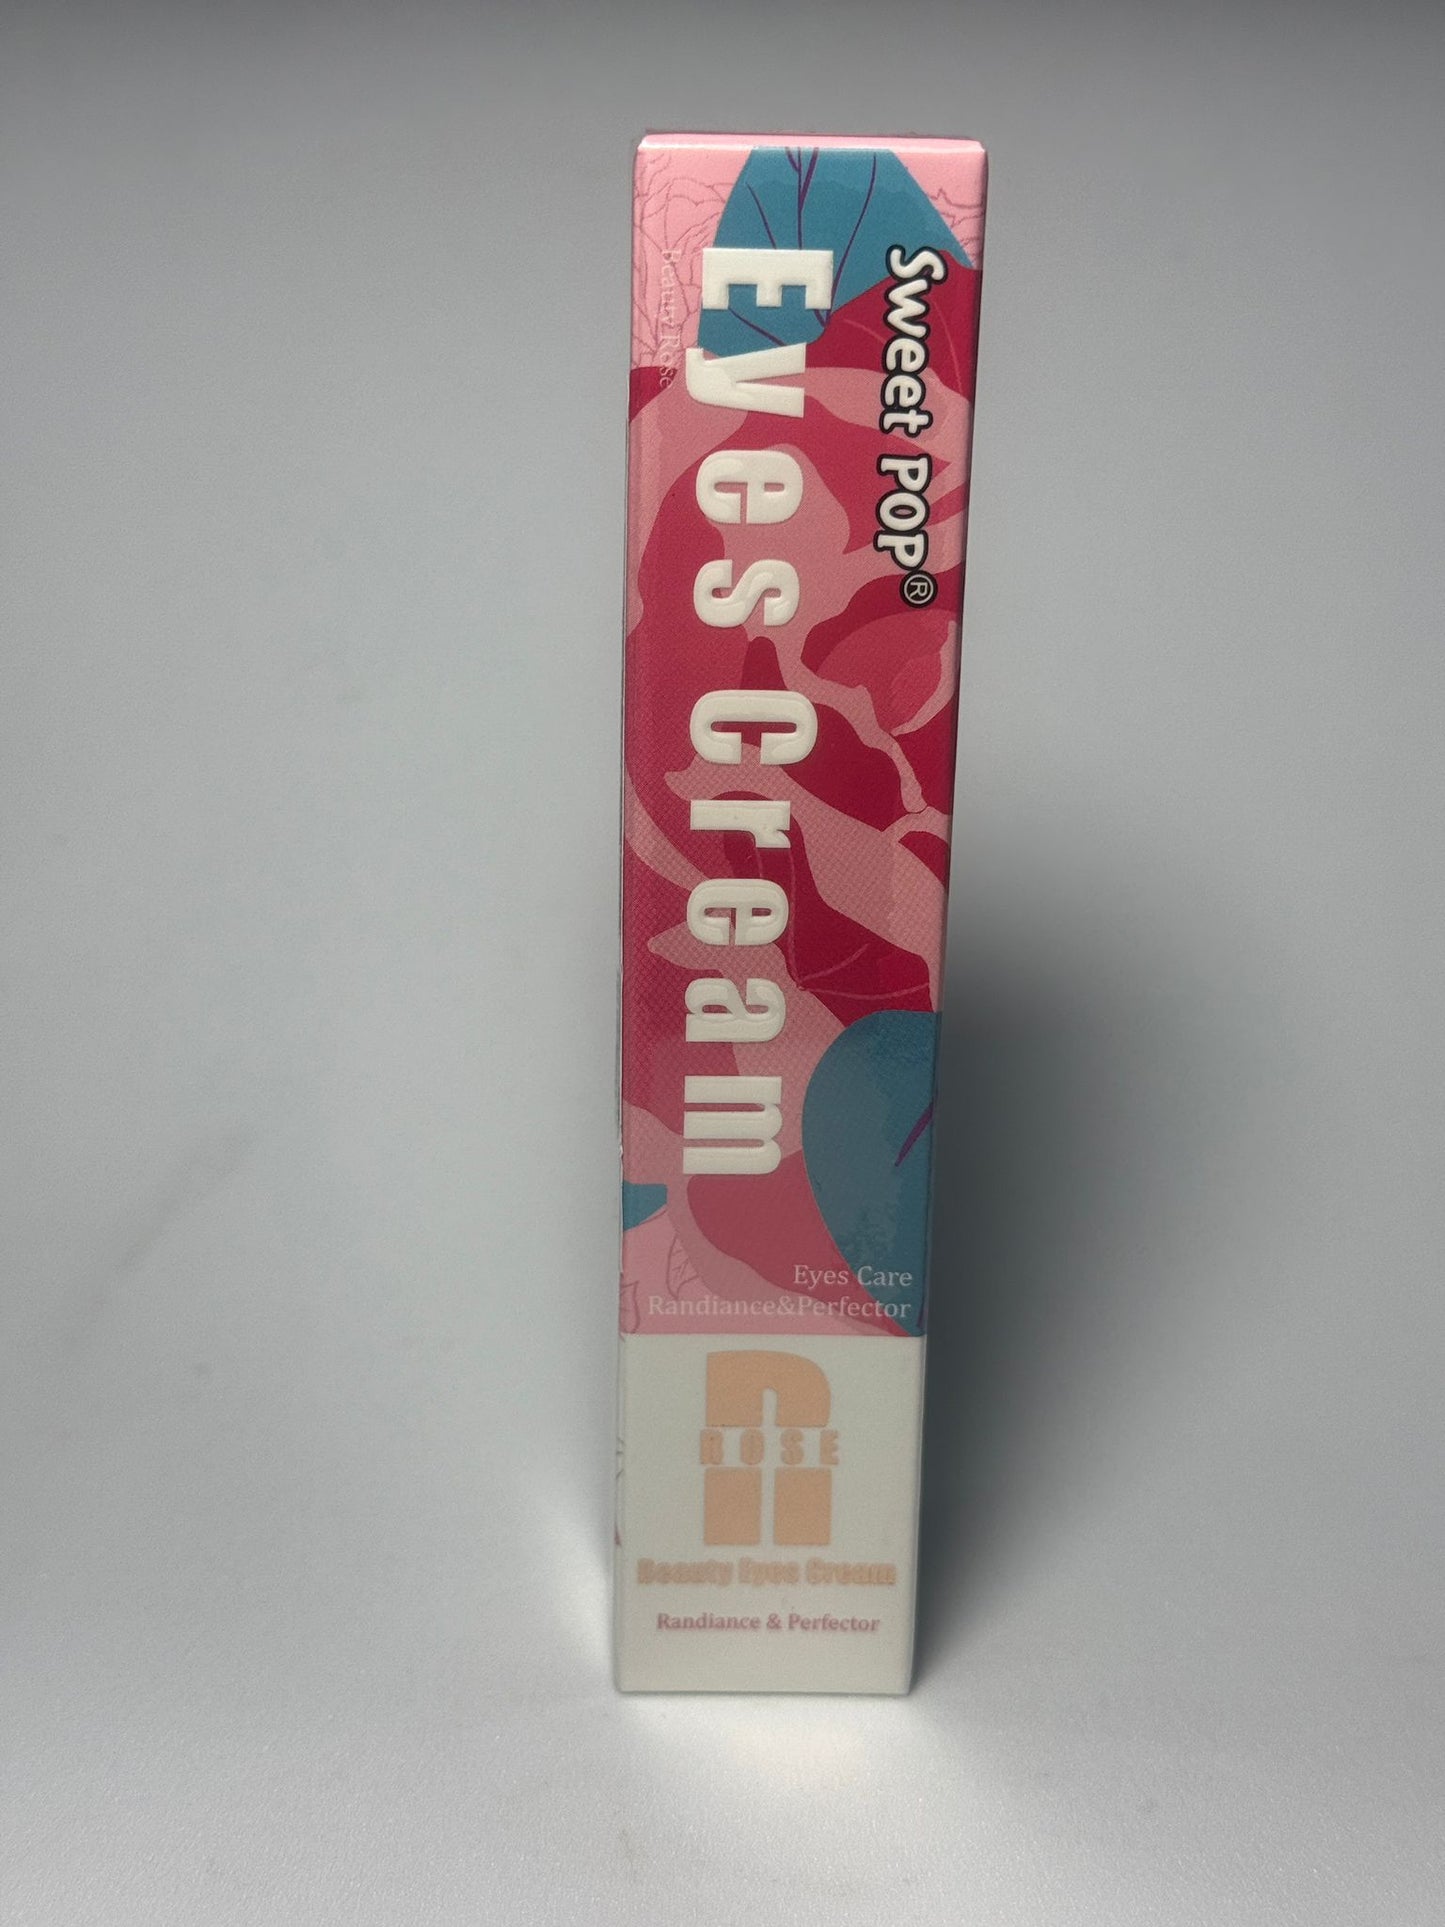 Sweet POP®
Eyes Cream
Beauty Rose
Eyes Care
Randiance&Perfector
ROSE
Beauty Eyes Cream
Randiance & Perfector